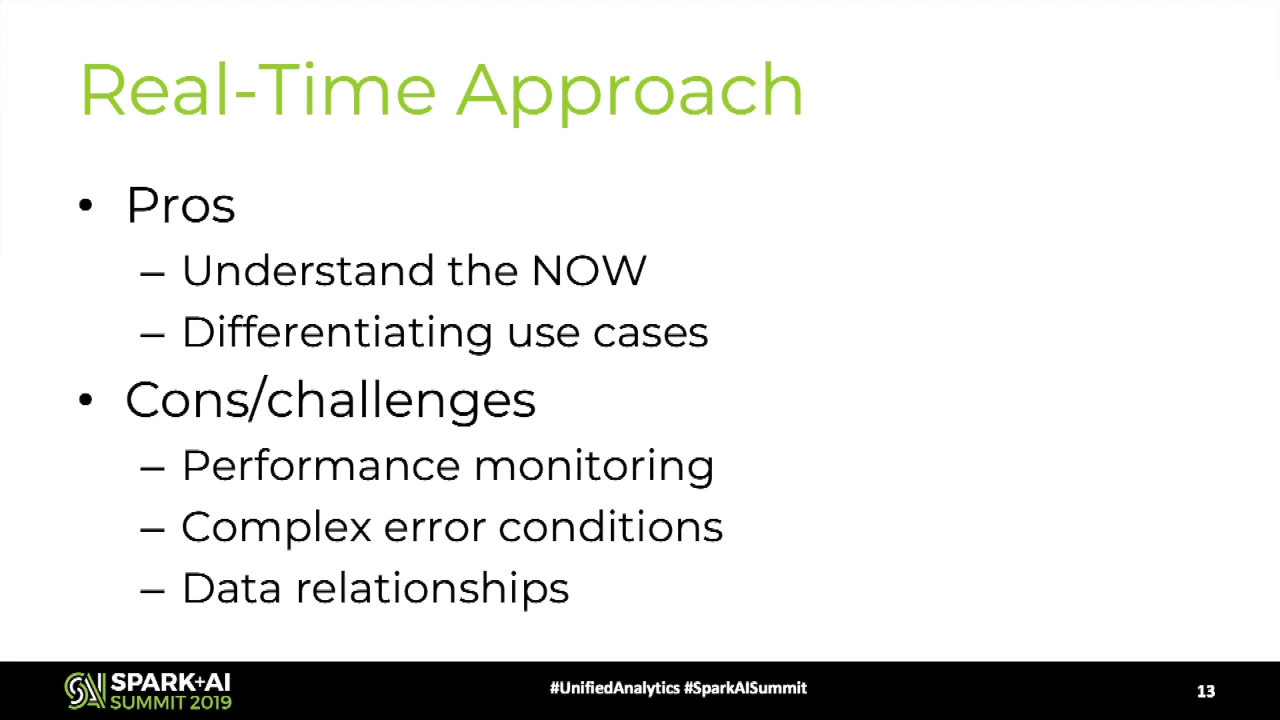 Real-Time Approach
• Pros
– Understand the NOW
– Differentiating use cases
• Cons/challenges
– Performance monitoring
– Complex error conditions
– Data relationships
SPARK+AI
SUMMIT 2019
#UnifiedAnalytics #SparkAISummit
13